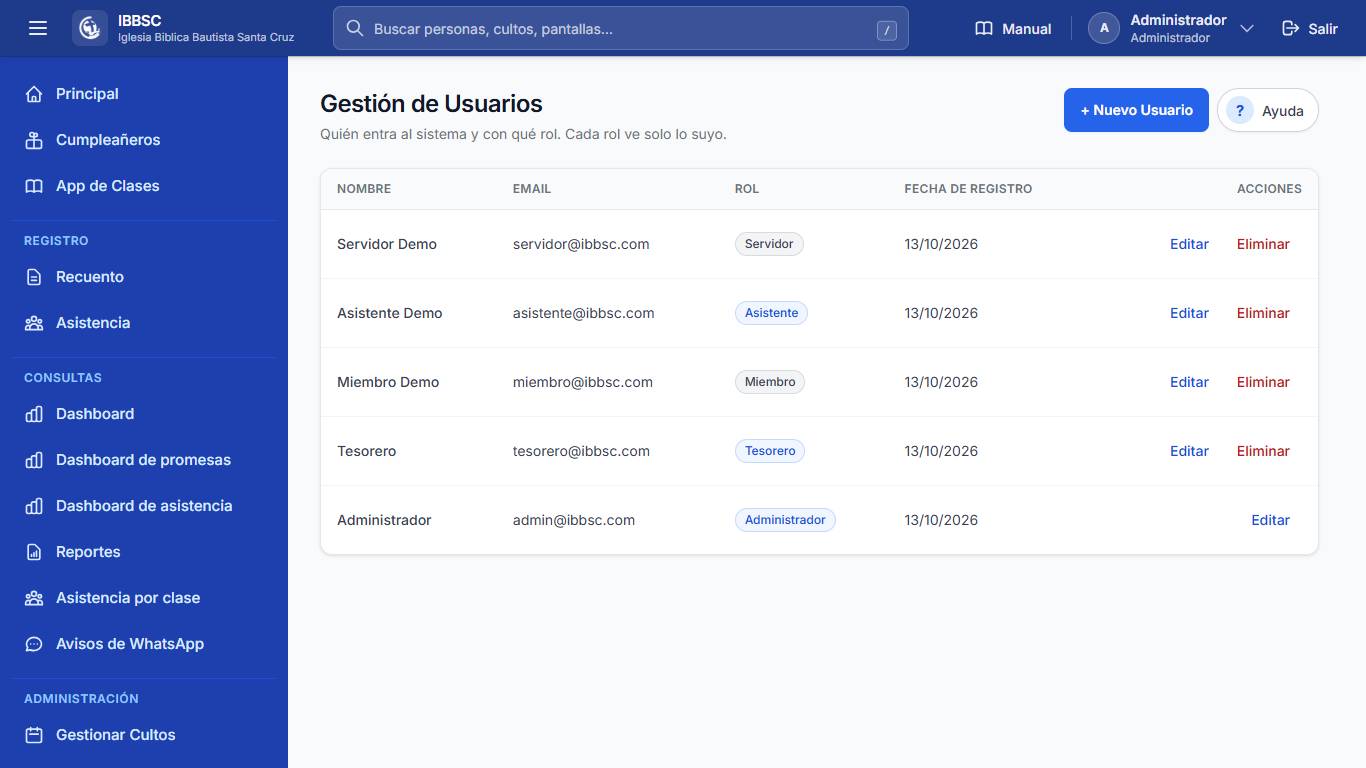 IBBSC
Iglesia Biblica Bautista Santa Cruz
Buscar personas, cultos, pantallas...
/
Manual
A
Administrador
Administrador
Salir
Principal
Cumpleañeros
App de Clases
REGISTRO
Recuento
Asistencia
CONSULTAS
Dashboard
Dashboard de promesas
Dashboard de asistencia
Reportes
Asistencia por clase
Avisos de WhatsApp
ADMINISTRACIÓN
Gestionar Cultos
Gestión de Usuarios
Quién entra al sistema y con qué rol. Cada rol ve solo lo suyo.
+ Nuevo Usuario
? Ayuda
NOMBRE EMAIL ROL FECHA DE REGISTRO ACCIONES
Servidor Demo servidor@ibbsc.com Servidor 13/10/2026 Editar Eliminar
Asistente Demo asistente@ibbsc.com Asistente 13/10/2026 Editar Eliminar
Miembro Demo miembro@ibbsc.com Miembro 13/10/2026 Editar Eliminar
Tesorero tesorero@ibbsc.com Tesorero 13/10/2026 Editar Eliminar
Administrador admin@ibbsc.com Administrador 13/10/2026 Editar